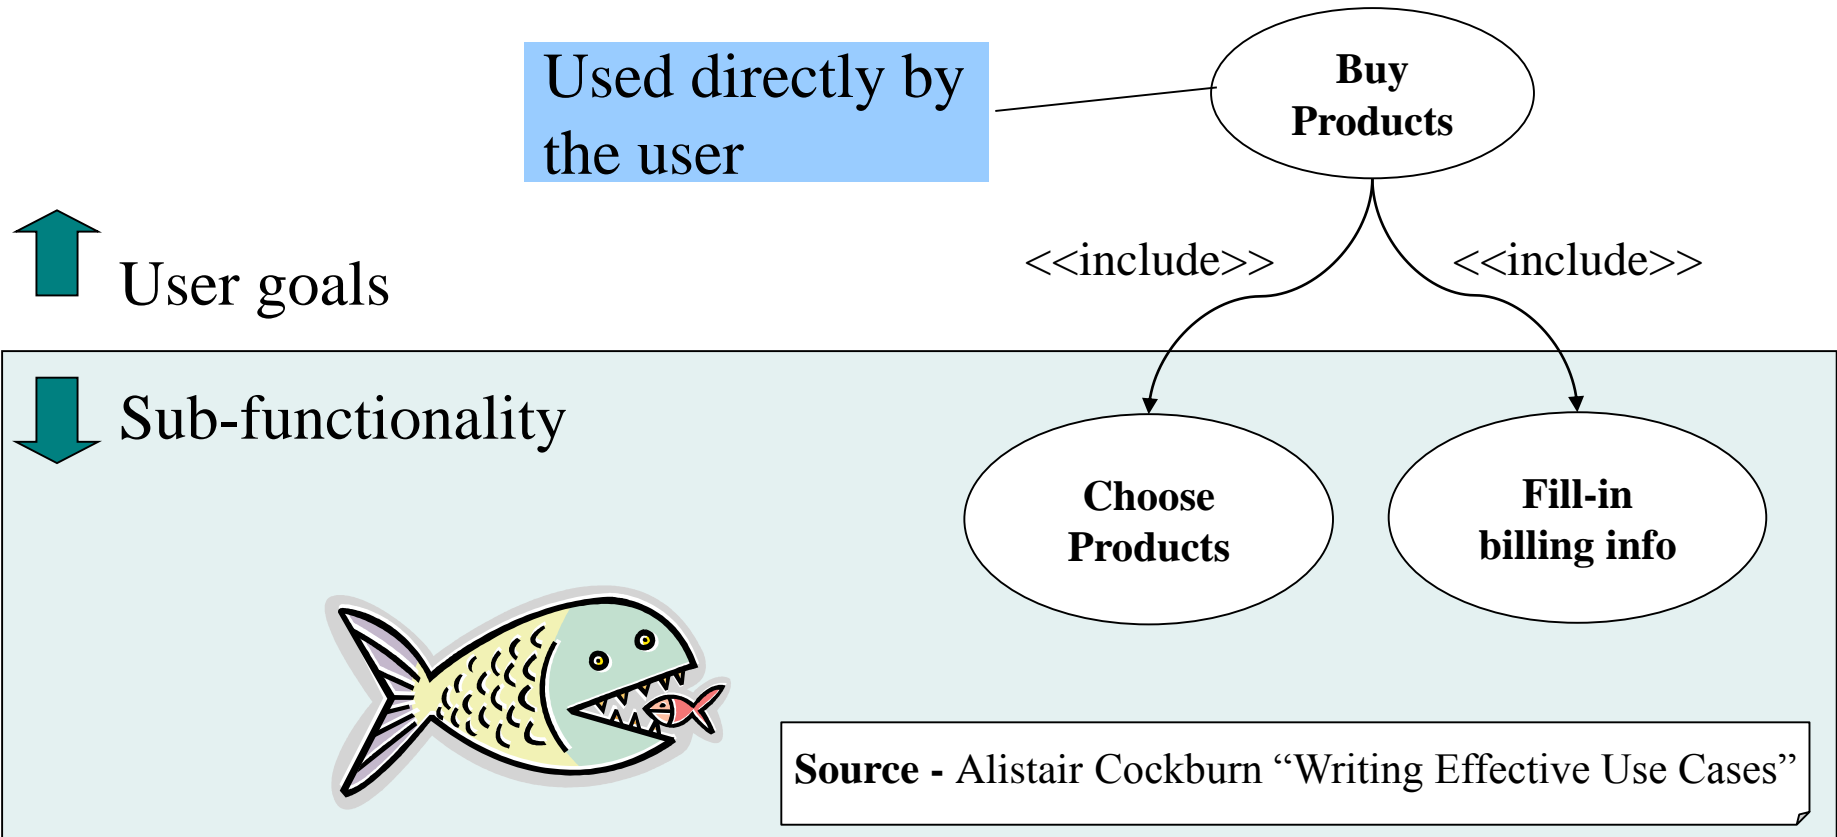 Used directly by
the user
Buy
Products
<<include>>
<<include>>
User goals
Sub-functionality
Choose
Products
Fill-in
billing info
Source - Alistair Cockburn “Writing Effective Use Cases”